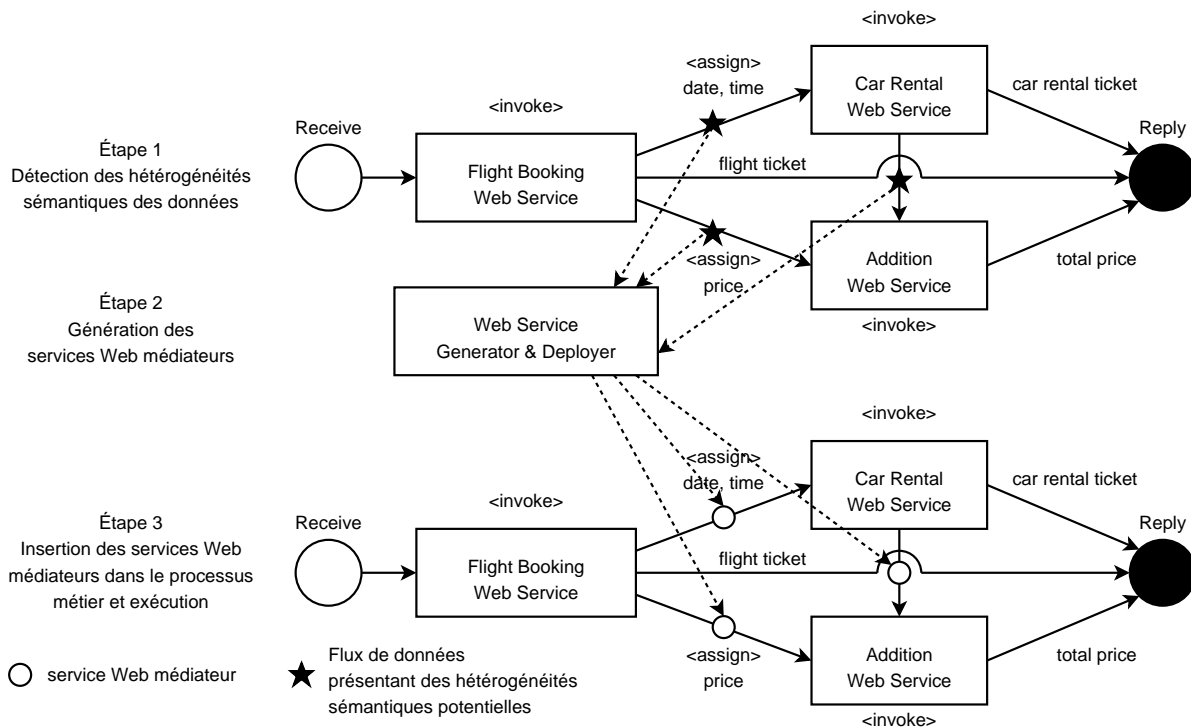 <invoke>
<assign>
date, time
Car Rental
Web Service
car rental ticket
<invoke>
Receive
Reply
Étape 1
Détection des hétérogénéités
sémantiques des données
Flight Booking
Web Service
flight ticket
<assign>
price
Addition
Web Service
total price
<invoke>
Étape 2
Génération des
services Web médiateurs
Web Service
Generator & Deployer
<invoke>
<assign>
date, time
Car Rental
Web Service
car rental ticket
<invoke>
Receive
Reply
Étape 3
Insertion des services Web
médiateurs dans le processus
métier et exécution
Flight Booking
Web Service
flight ticket
<assign>
price
Addition
Web Service
total price
<invoke>
service Web médiateur
Flux de données
présentant des hétérogénéités
sémantiques potentielles